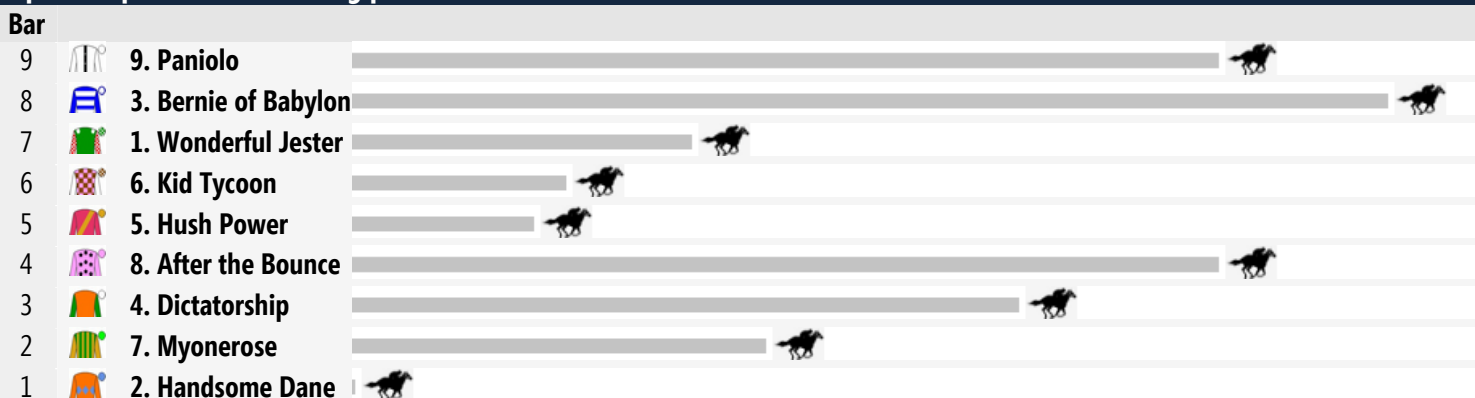 Bar
9 9. Paniolo
8 3. Bernie of Babylon
7 1. Wonderful Jester
6 6. Kid Tycoon
5 5. Hush Power
4 8. After the Bounce
3 4. Dictatorship
2 7. Myonerose
1 2. Handsome Dane